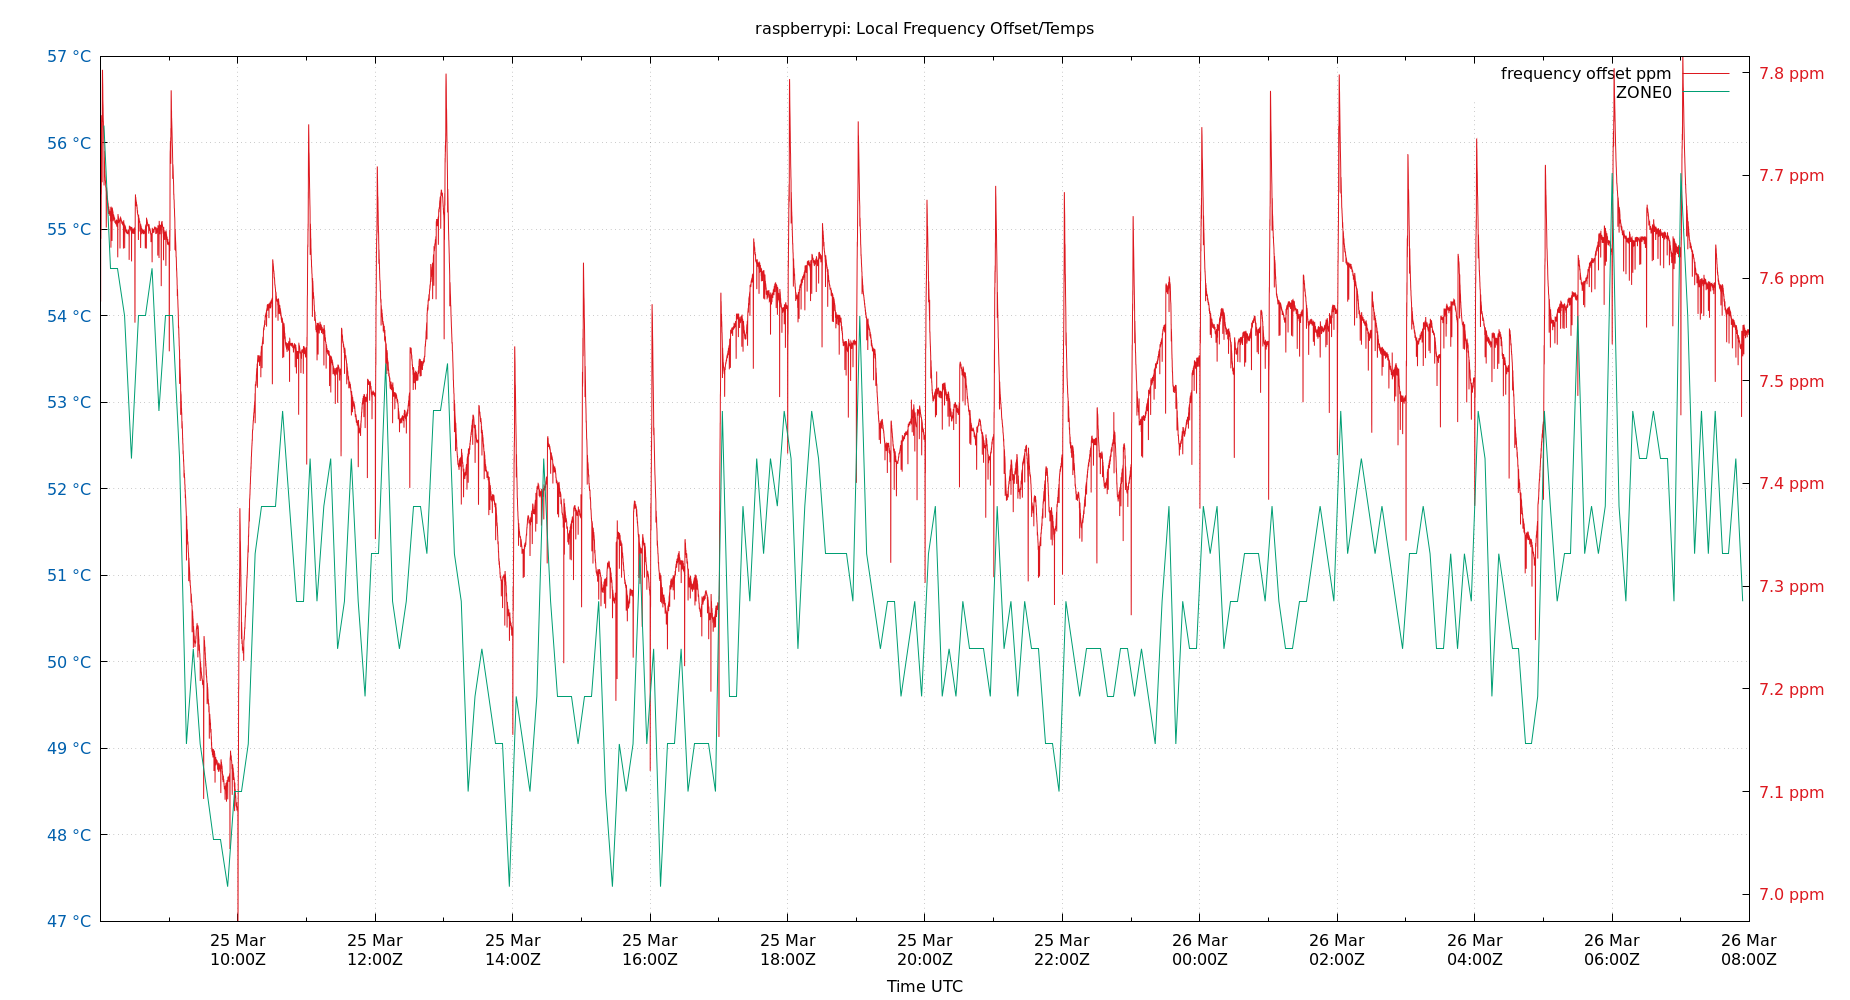 raspberrypi: Local Frequency Offset/Temps
frequency offset ppm
ZONE0
57 °C
56 °C
55 °C
54 °C
53 °C
52 °C
51 °C
50 °C
49 °C
48 °C
47 °C
7.8 ppm
7.7 ppm
7.6 ppm
7.5 ppm
7.4 ppm
7.3 ppm
7.2 ppm
7.1 ppm
7.0 ppm
25 Mar 25 Mar 25 Mar 25 Mar 25 Mar 25 Mar 25 Mar 26 Mar 26 Mar 26 Mar 26 Mar 26 Mar
10:00Z 12:00Z 14:00Z 16:00Z 18:00Z 20:00Z 22:00Z 00:00Z 02:00Z 04:00Z 06:00Z 08:00Z
Time UTC